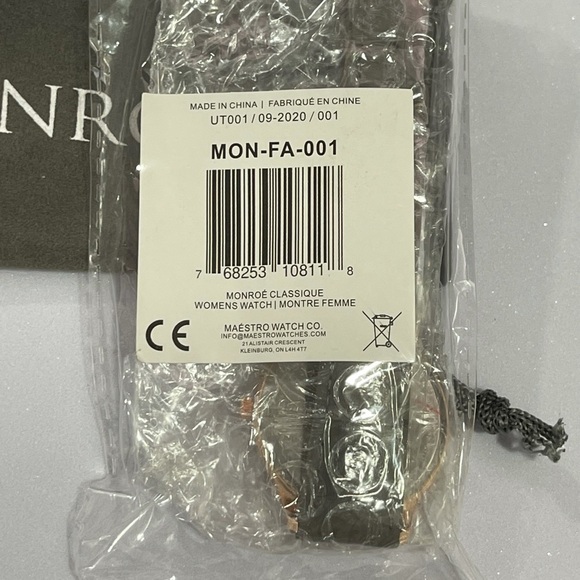 NRO
MADE IN CHINA | FABRIQUÉ EN CHINE
UT001 / 09-2020 / 001
MON-FA-001
7 68253 10811 8
MONROÉ CLASSIQUE
WOMENS WATCH | MONTRE FEMME
CE
MAÉSTRO WATCH CO.
INFO@MAESTROWATCHES.COM
21 ALISTAIR CRESCENT
KLEINBURG, ON L4H 4T7